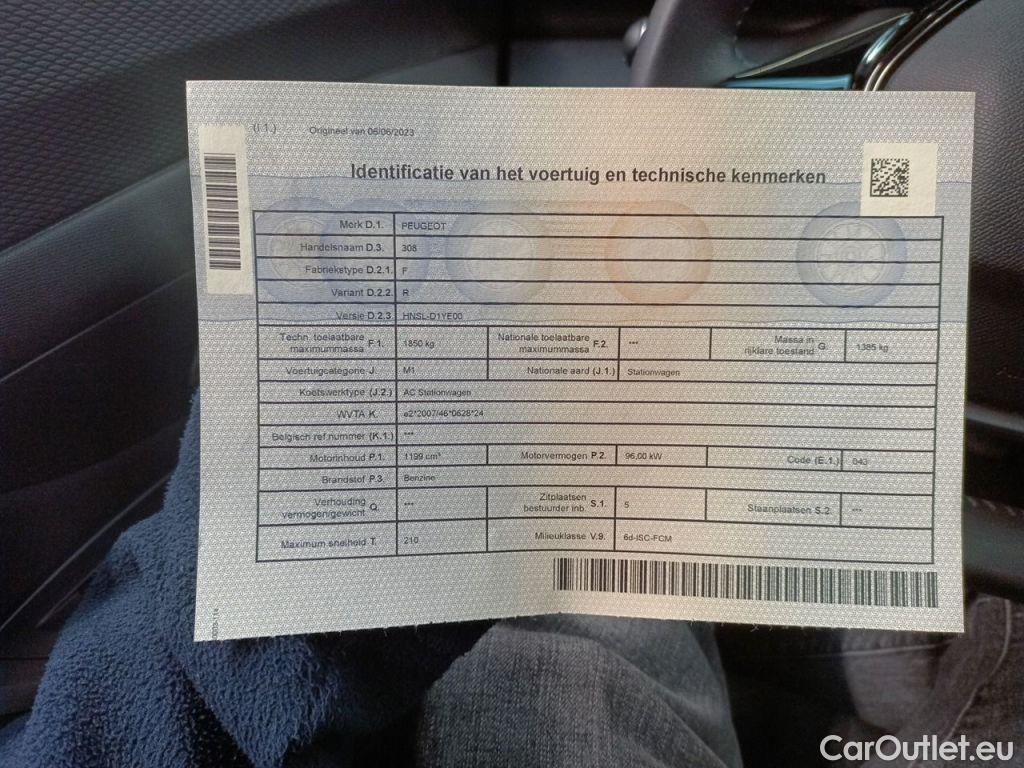 (I.1.) Origineel van 06/06/2023
Identificatie van het voertuig en technische kenmerken
Merk D.1. PEUGEOT
Handelsnaam D.3. 308
Fabriekstype D.2.1. F
Variant D.2.2. R
Versie D.2.3. HNSL-D1YE00
Techn. toelaatbare maximummassa F.1. 1850 kg Nationale toelaatbare maximummassa F.2. --- Massa in rijklare toestand G. 1385 kg
Voertuigcategorie J. M1 Nationale aard (J.1.) Stationwagen
Koetswerktype (J.2.) AC Stationwagen
WVTA K. e2*2007/46*0628*24
Belgisch ref.nummer (K.1.) ---
Motorinhoud P.1. 1199 cm³ Motorvermogen P.2. 96,00 kW Code (E.1.) 043
Brandstof P.3. Benzine
Verhouding vermogen/gewicht Q. --- Zitplaatsen bestuurder inb. S.1. 5 Staanplaatsen S.2. ---
Maximum snelheid T. 210 Milieuklasse V.9. 6d-ISC-FCM
CarOutlet.eu